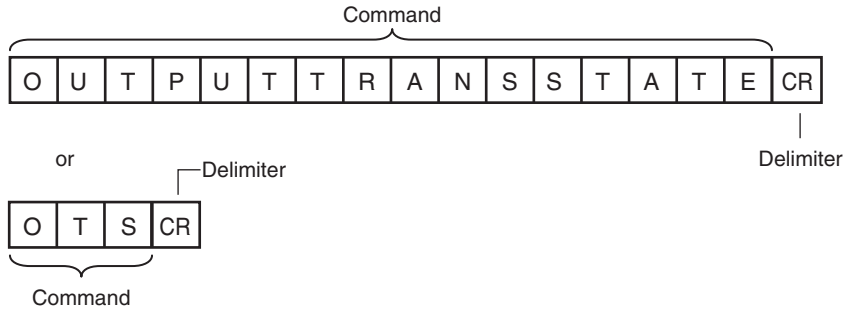 Command
O U T P U T T R A N S S T A T E CR
Delimiter
or
Delimiter
O T S CR
Command